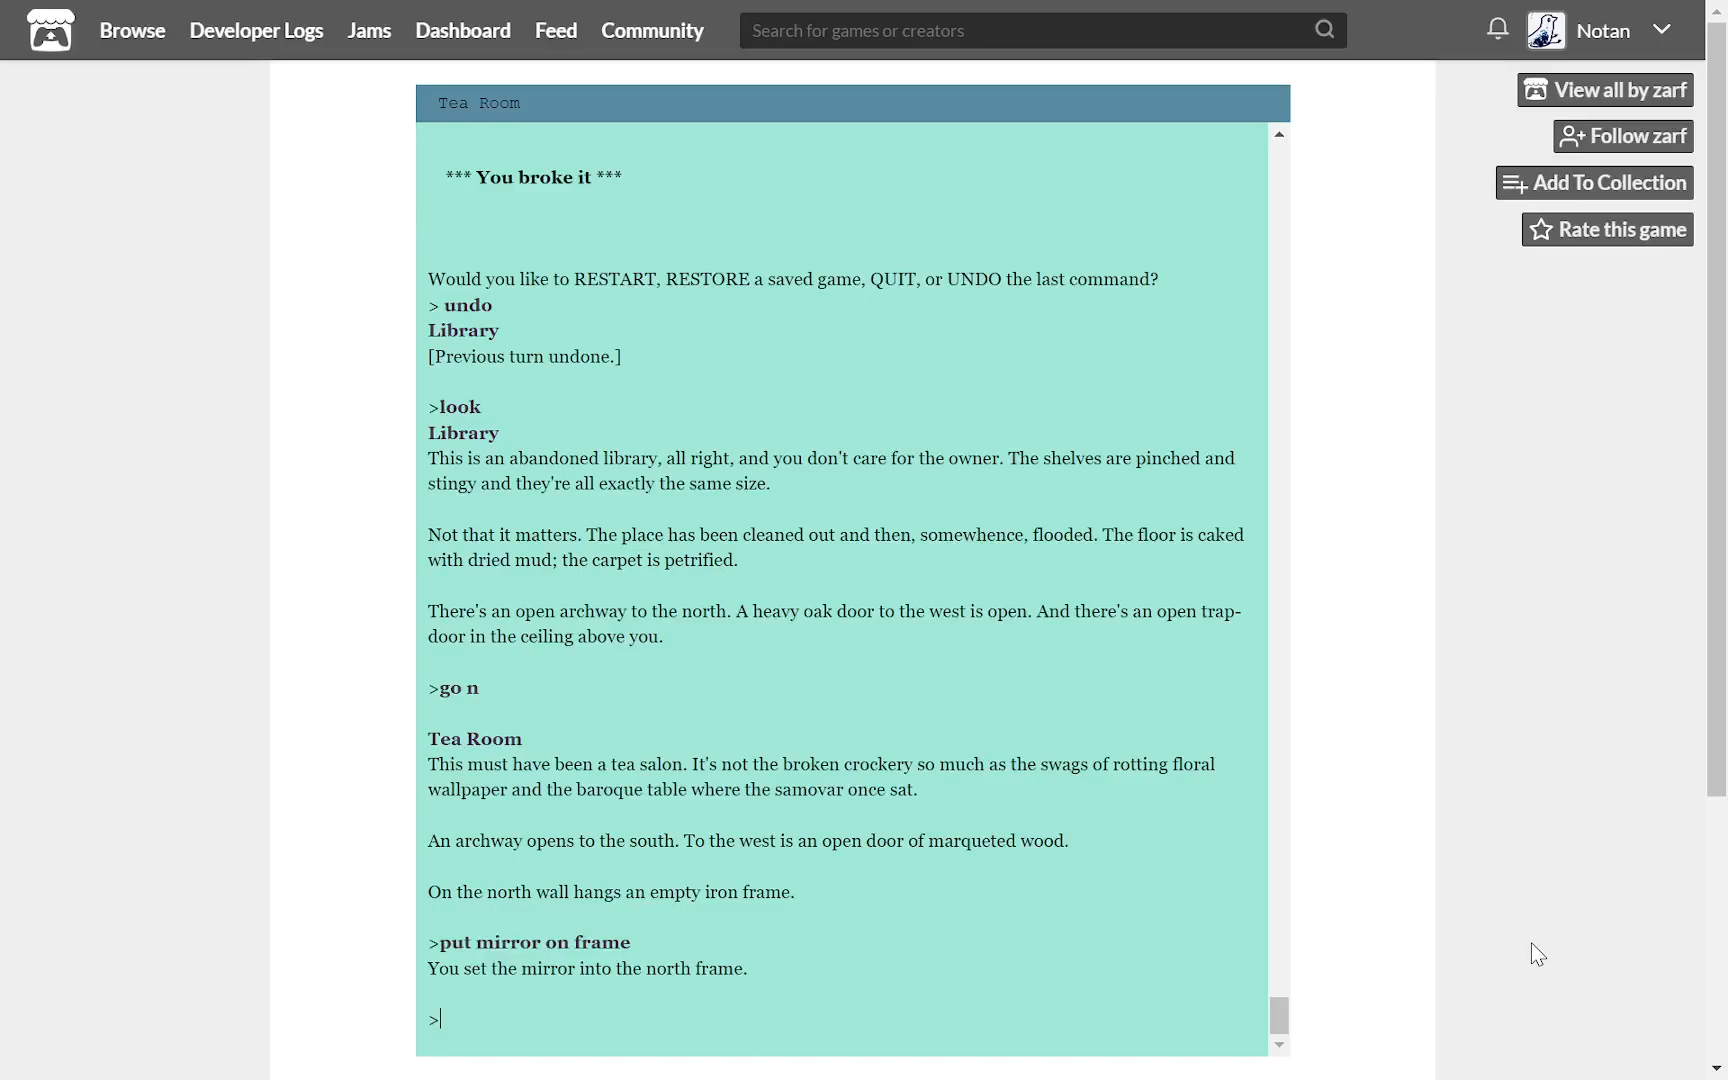 Browse Developer Logs Jams Dashboard Feed Community Search for games or creators Notan
View all by zarf
Follow zarf
Add To Collection
Rate this game
Tea Room
*** You broke it ***
Would you like to RESTART, RESTORE a saved game, QUIT, or UNDO the last command?
> undo
Library
[Previous turn undone.]
>look
Library
This is an abandoned library, all right, and you don't care for the owner. The shelves are pinched and
stingy and they're all exactly the same size.
Not that it matters. The place has been cleaned out and then, somewhence, flooded. The floor is caked
with dried mud; the carpet is petrified.
There's an open archway to the north. A heavy oak door to the west is open. And there's an open trap-
door in the ceiling above you.
>go n
Tea Room
This must have been a tea salon. It's not the broken crockery so much as the swags of rotting floral
wallpaper and the baroque table where the samovar once sat.
An archway opens to the south. To the west is an open door of marqueted wood.
On the north wall hangs an empty iron frame.
>put mirror on frame
You set the mirror into the north frame.
>